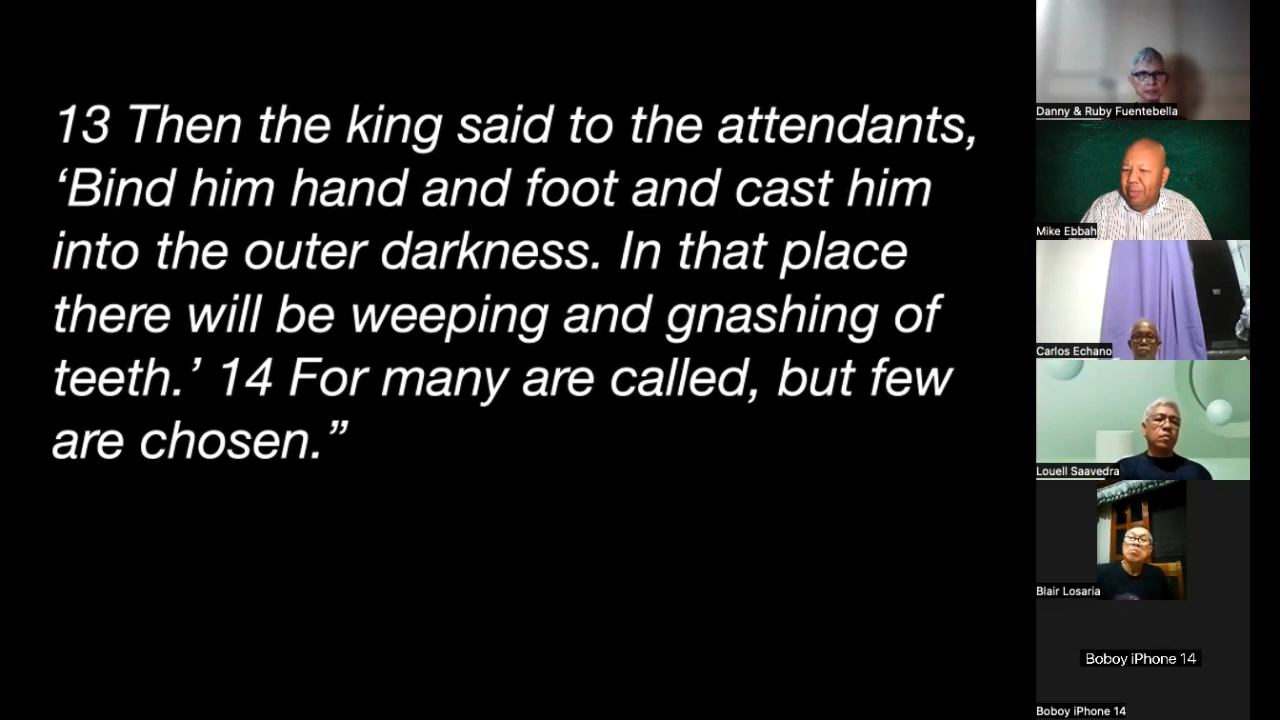 13 Then the king said to the attendants,
‘Bind him hand and foot and cast him
into the outer darkness. In that place
there will be weeping and gnashing of
teeth.’ 14 For many are called, but few
are chosen.”
Danny & Ruby Fuentebella
Mike Ebbah
Carlos Echano
Louell Saavedra
Blair Losaria
Boboy iPhone 14
Boboy iPhone 14